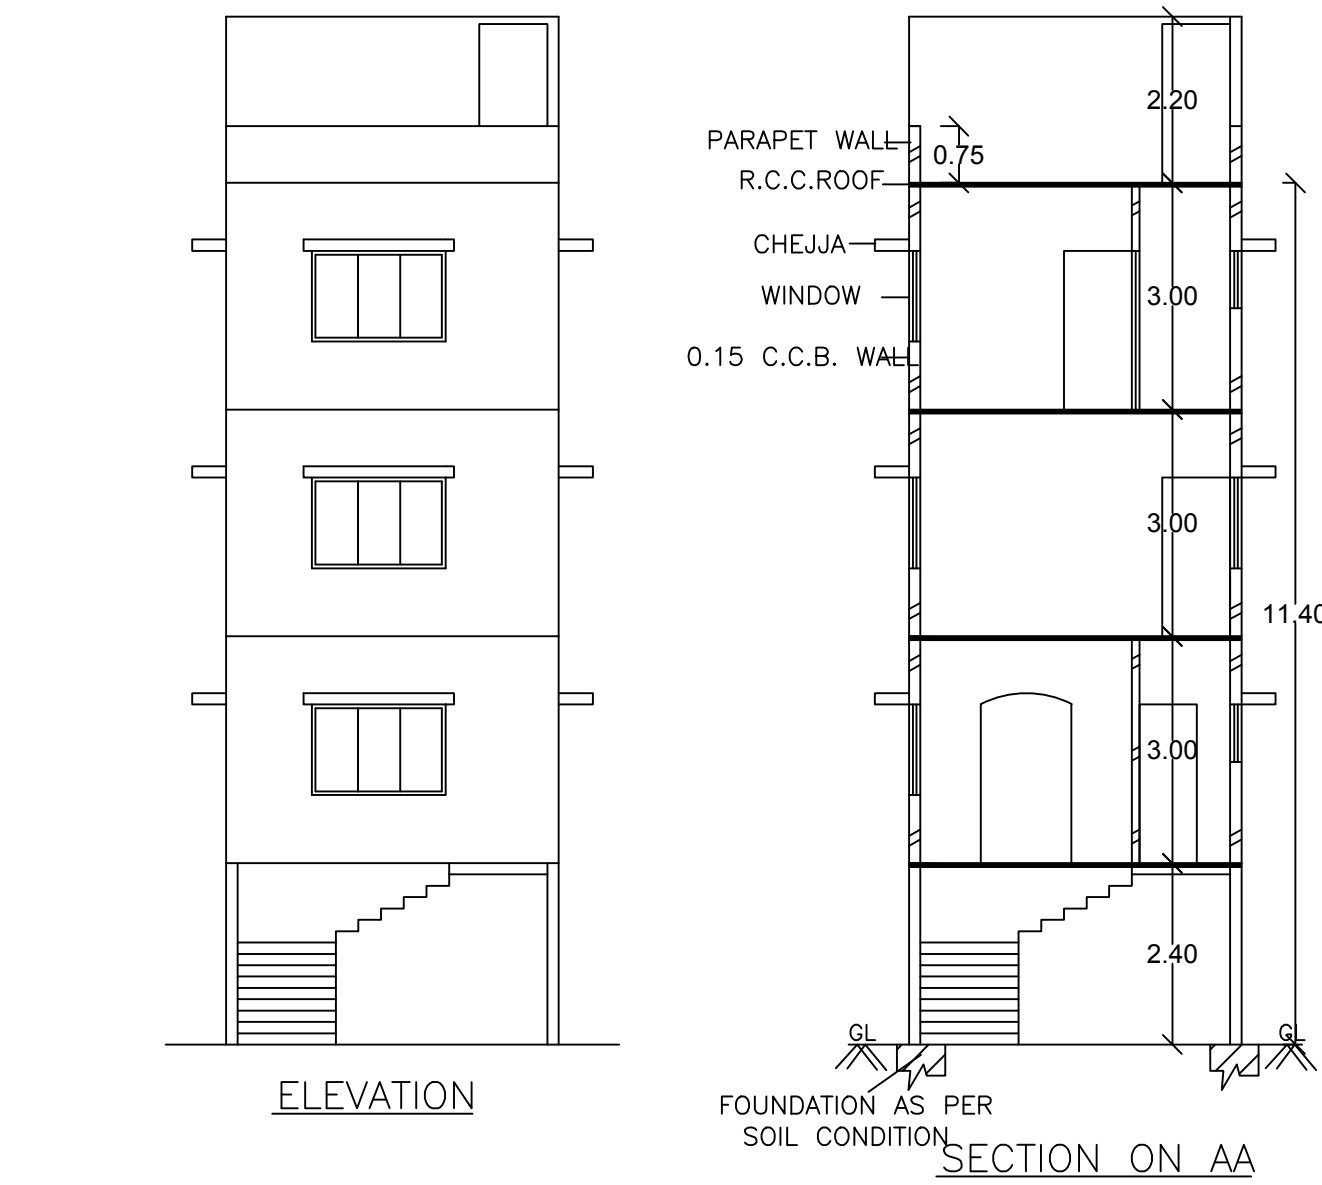 2.20
PARAPET WALL
0.75
R.C.C.ROOF
CHEJJA
WINDOW
3.00
0.15 C.C.B. WALL
3.00
11.40
3.00
2.40
GL
GL
FOUNDATION AS PER
SOIL CONDITION
ELEVATION
SECTION ON AA